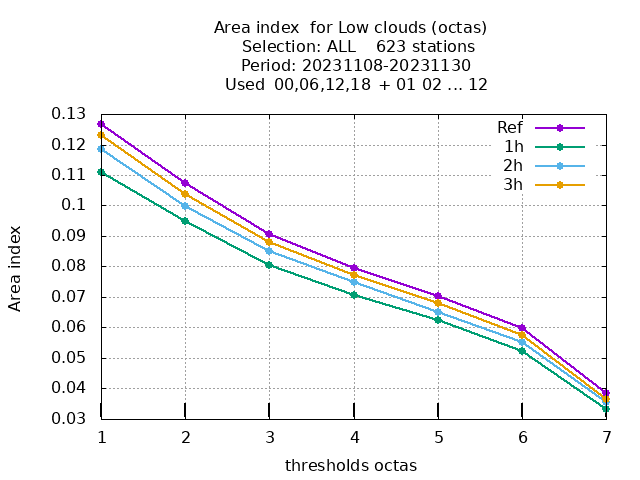 Area index  for Low clouds (octas)
Selection: ALL    623 stations
Period: 20231108-20231130
Used  00,06,12,18  + 01 02 ... 12
Ref
1h
2h
3h
0.13
0.12
0.11
0.1
0.09
0.08
0.07
0.06
0.05
0.04
0.03
Area index
1 2 3 4 5 6 7
thresholds octas